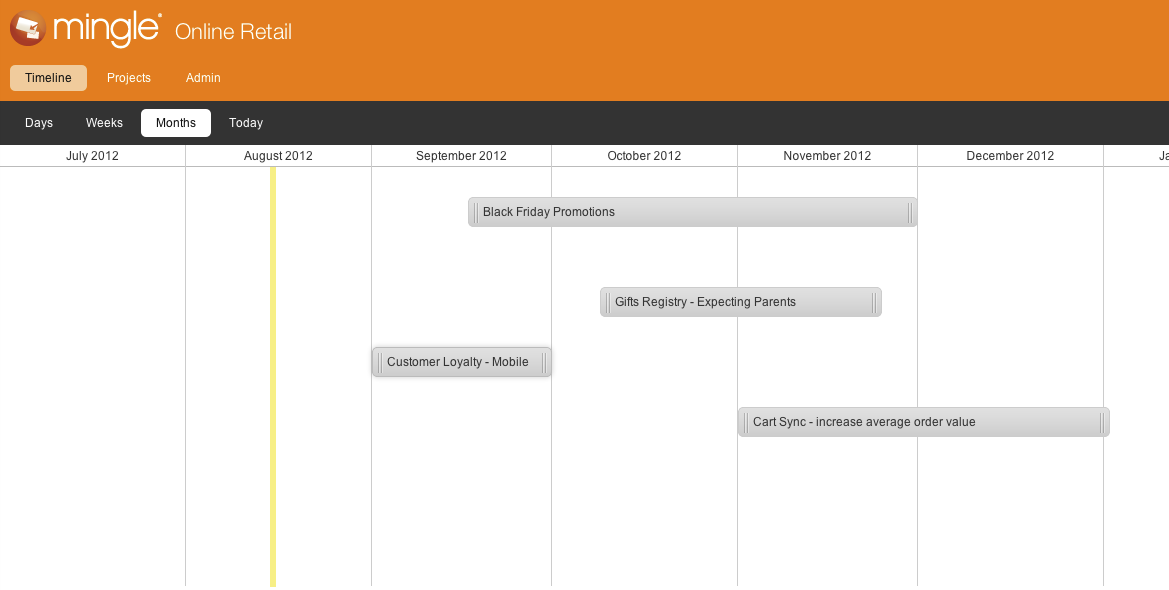 mingle Online Retail
Timeline Projects Admin
Days Weeks Months Today
July 2012 August 2012 September 2012 October 2012 November 2012 December 2012
Black Friday Promotions
Gifts Registry - Expecting Parents
Customer Loyalty - Mobile
Cart Sync - increase average order value